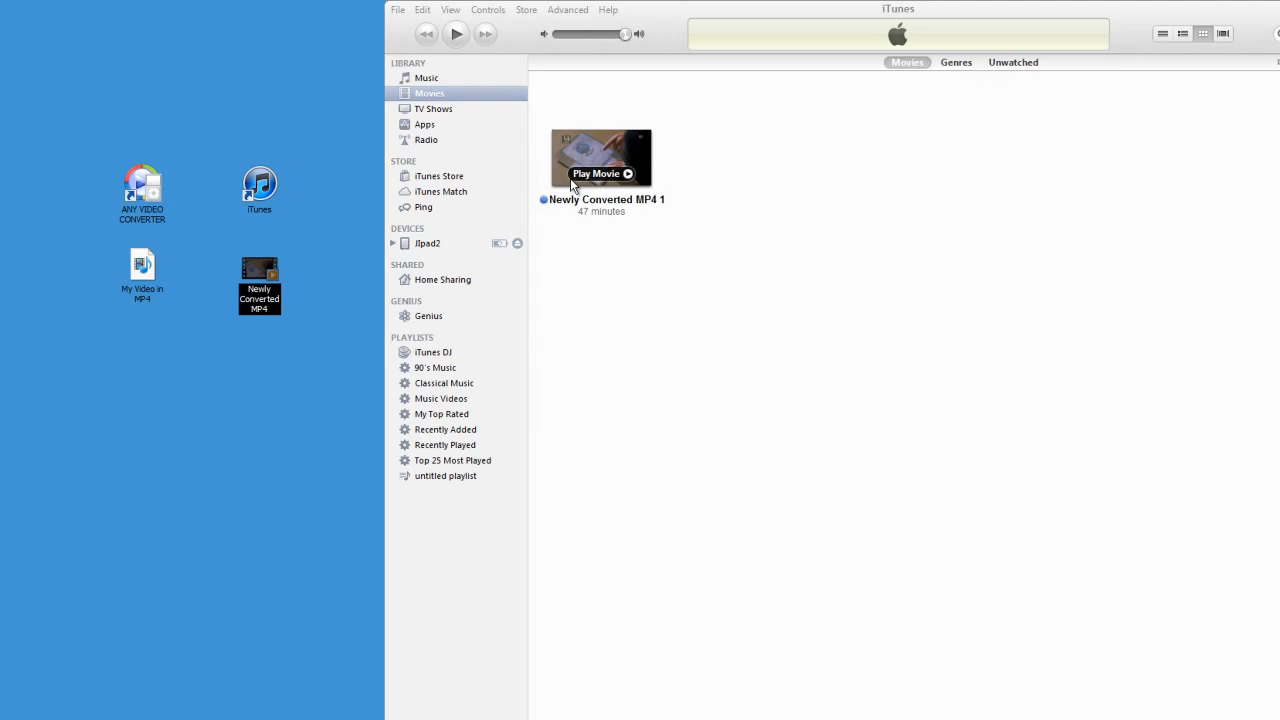 ANY VIDEO
CONVERTER
iTunes
My Video in
MP4
Newly
Converted
MP4
File Edit View Controls Store Advanced Help
iTunes
Movies Genres Unwatched
LIBRARY
Music
Movies
TV Shows
Apps
Radio
STORE
iTunes Store
iTunes Match
Ping
DEVICES
JIpad2
SHARED
Home Sharing
GENIUS
Genius
PLAYLISTS
iTunes DJ
90's Music
Classical Music
Music Videos
My Top Rated
Recently Added
Recently Played
Top 25 Most Played
untitled playlist
Play Movie
Newly Converted MP4 1
47 minutes